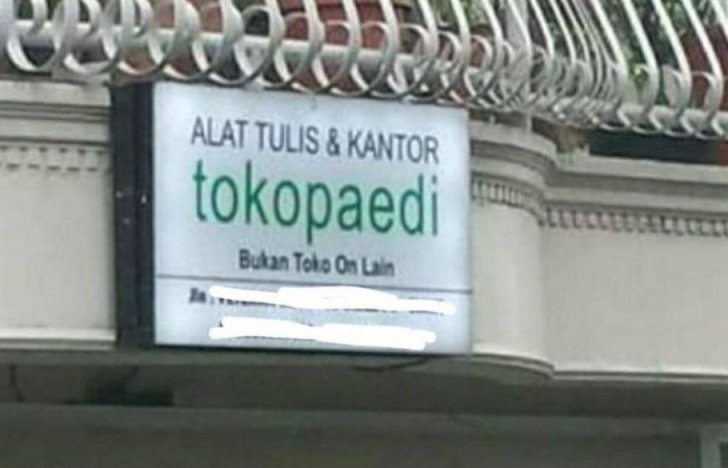 ALAT TULIS & KANTOR
tokopaedi
Bukan Toko On Lain